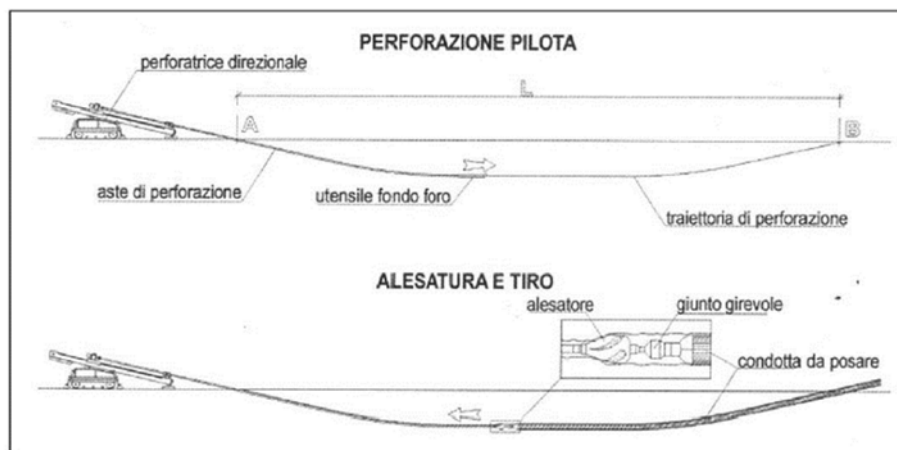 PERFORAZIONE PILOTA
perforatrice direzionale
L
A
B
aste di perforazione
utensile fondo foro
traiettoria di perforazione
ALESATURA E TIRO
alesatore
giunto girevole
condotta da posare